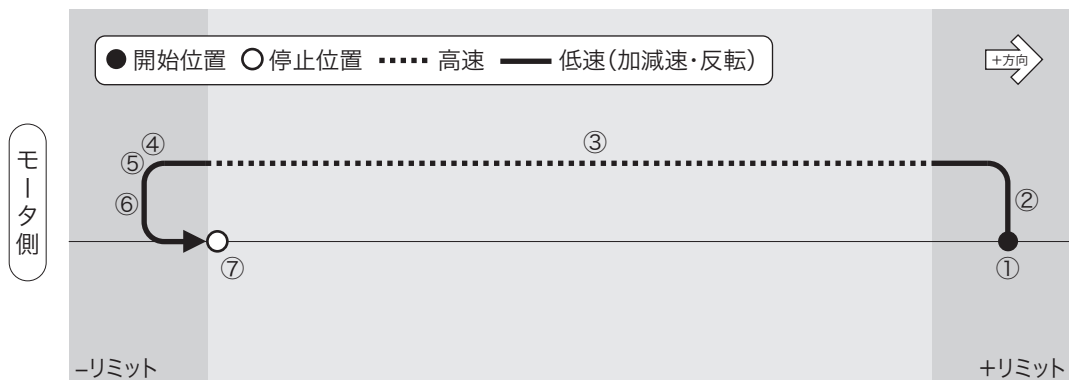 ●開始位置 ○停止位置 高速 低速(加減速・反転)
+方向
モータ側
④
③
⑤
⑥
②
⑦
①
−リミット
+リミット